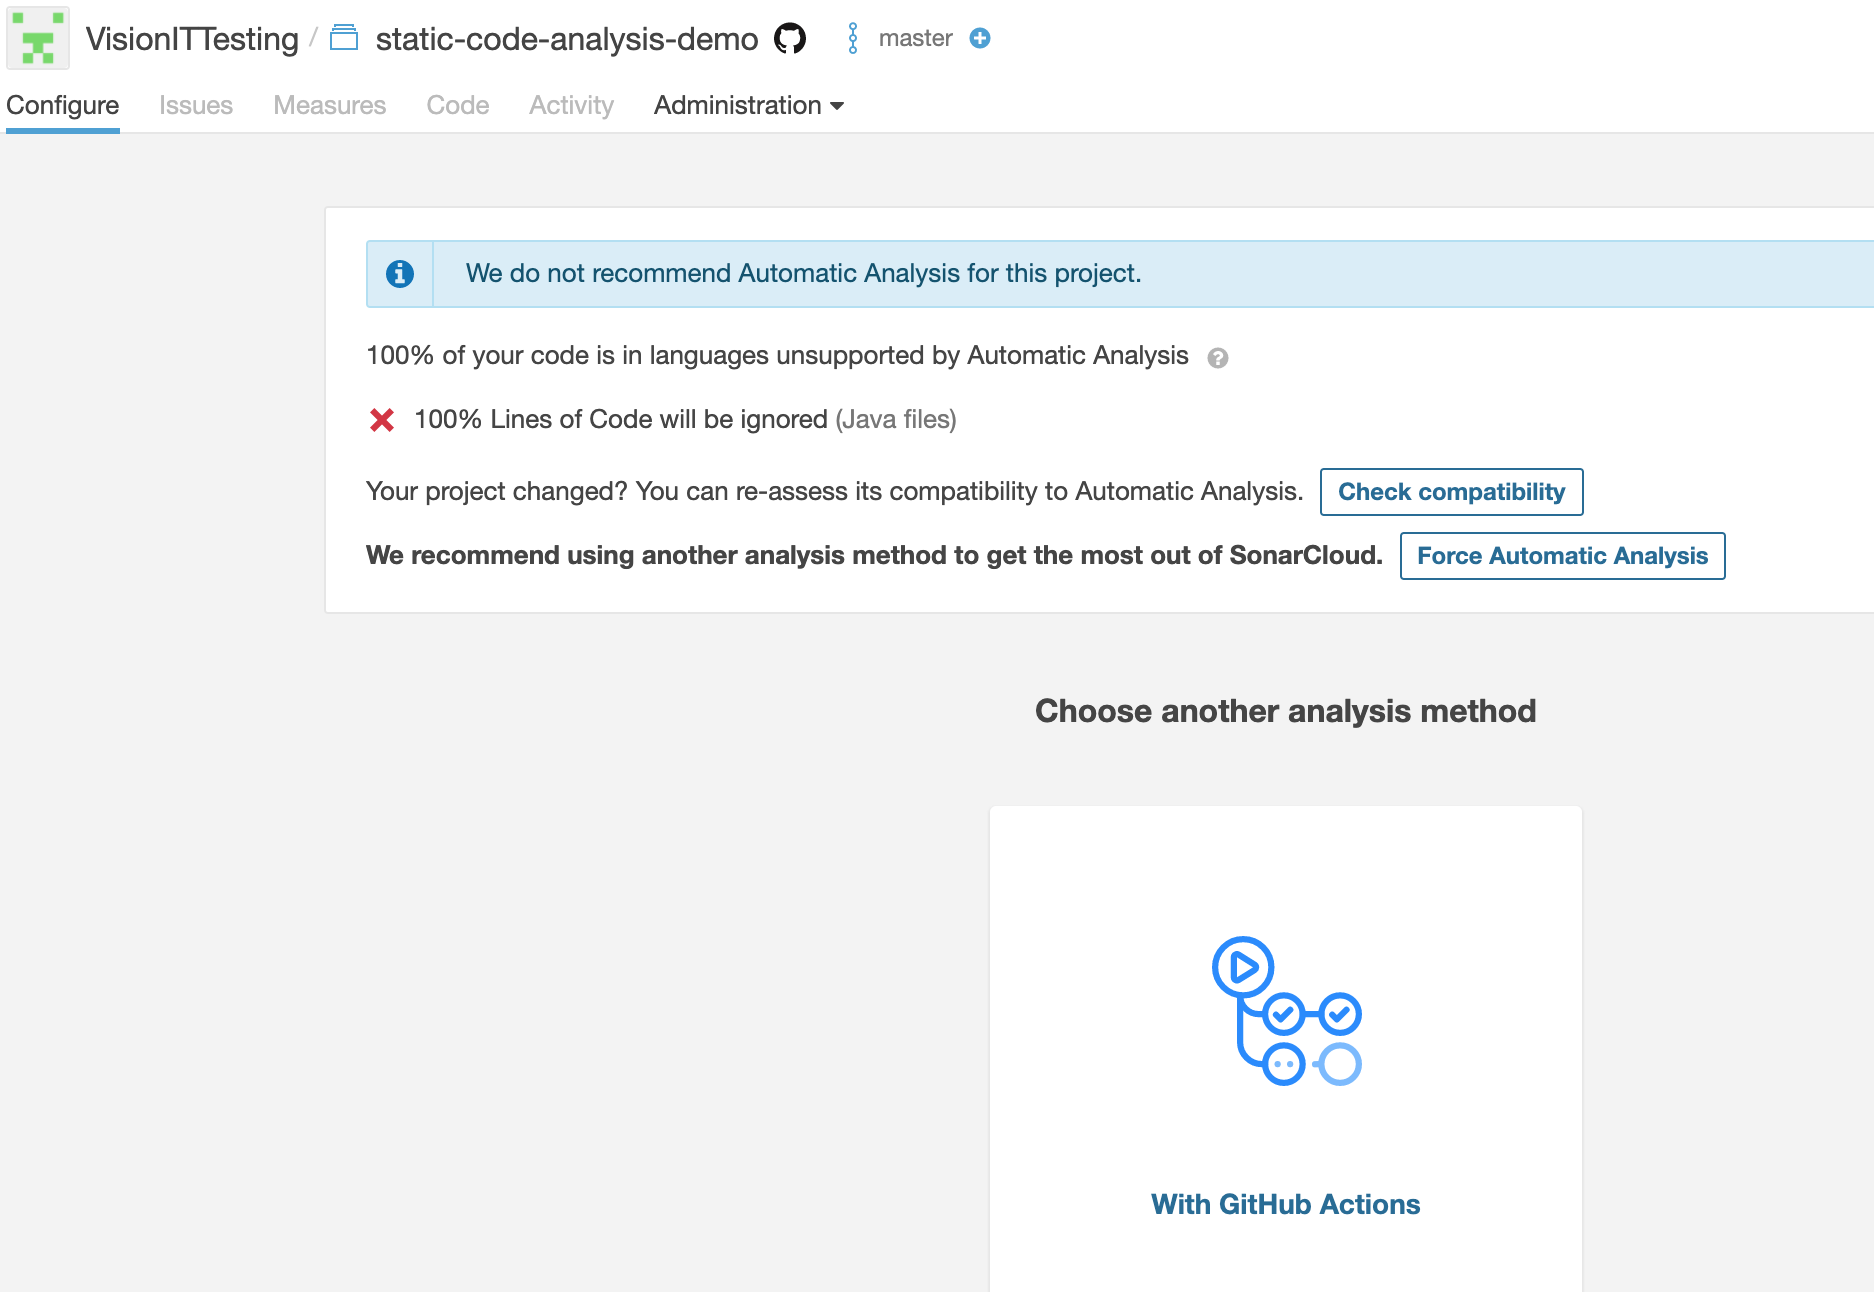 VisionITTesting / static-code-analysis-demo master
Configure Issues Measures Code Activity Administration
We do not recommend Automatic Analysis for this project.
100% of your code is in languages unsupported by Automatic Analysis ?
100% Lines of Code will be ignored (Java files)
Your project changed? You can re-assess its compatibility to Automatic Analysis. Check compatibility
We recommend using another analysis method to get the most out of SonarCloud. Force Automatic Analysis
Choose another analysis method
With GitHub Actions